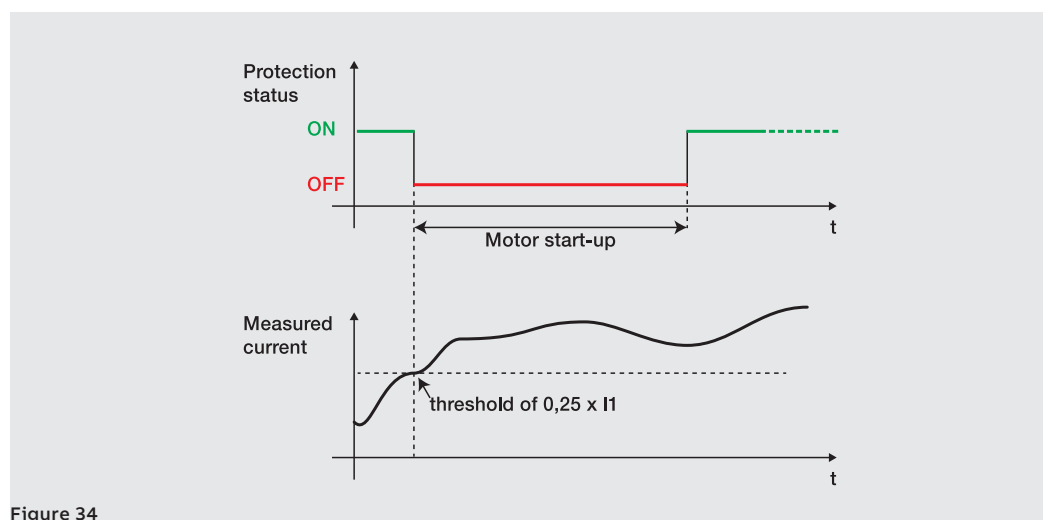 Protection
status
ON
OFF
t
Motor start-up
Measured
current
threshold of 0,25 x I1
t
Figure 34